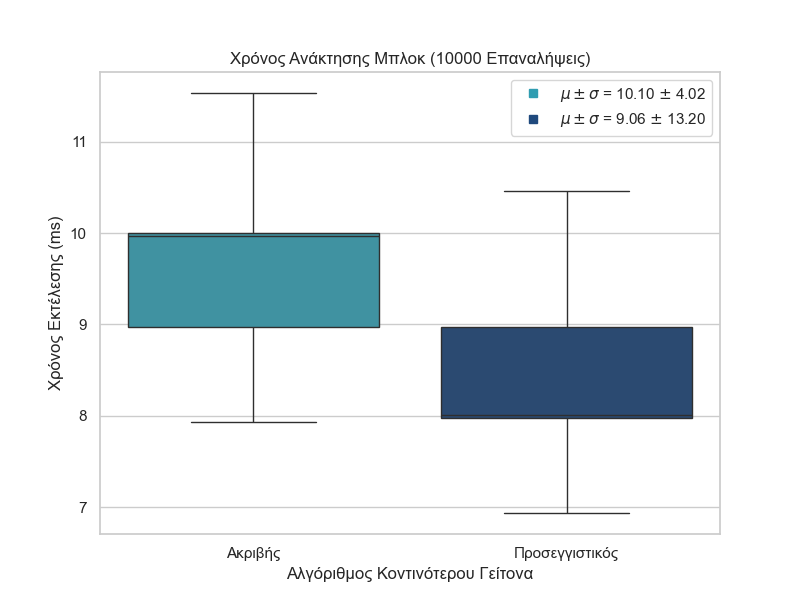 Χρόνος Ανάκτησης Μπλοκ (10000 Επαναλήψεις)
μ ± σ = 10.10 ± 4.02
μ ± σ = 9.06 ± 13.20
Χρόνος Εκτέλεσης (ms)
11
10
9
8
7
Ακριβής
Προσεγγιστικός
Αλγόριθμος Κοντινότερου Γείτονα